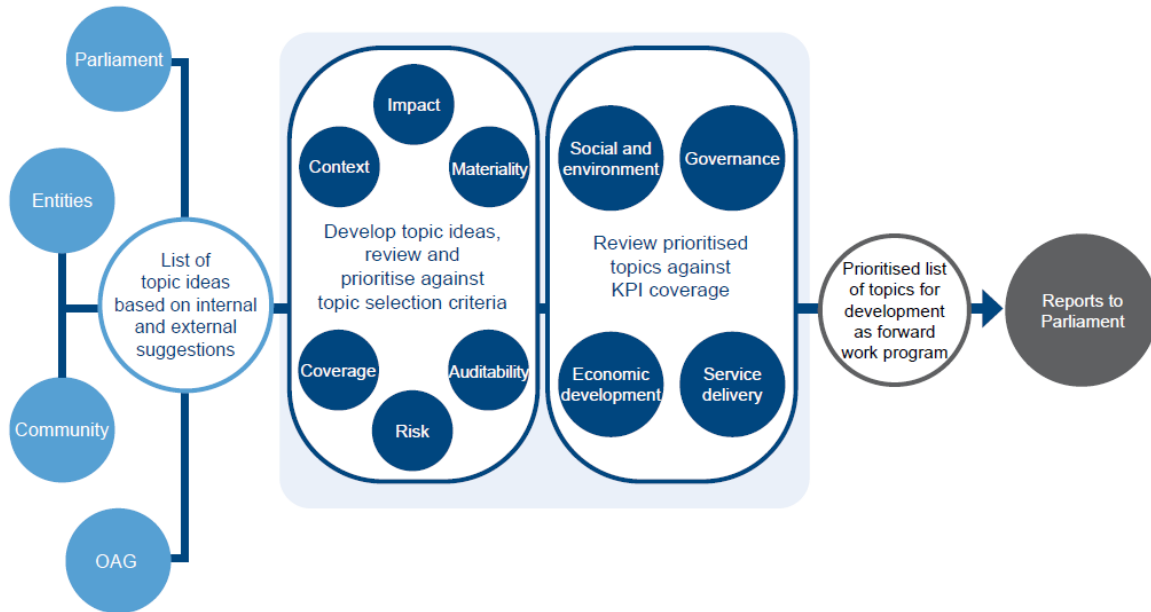 Parliament
Entities
Community
OAG
List of
topic ideas
based on internal
and external
suggestions
Impact
Context
Materiality
Develop topic ideas,
review and
prioritise against
topic selection criteria
Coverage
Auditability
Risk
Social and
environment
Governance
Review prioritised
topics against
KPI coverage
Economic
development
Service
delivery
Prioritised list
of topics for
development
as forward
work program
Reports to
Parliament